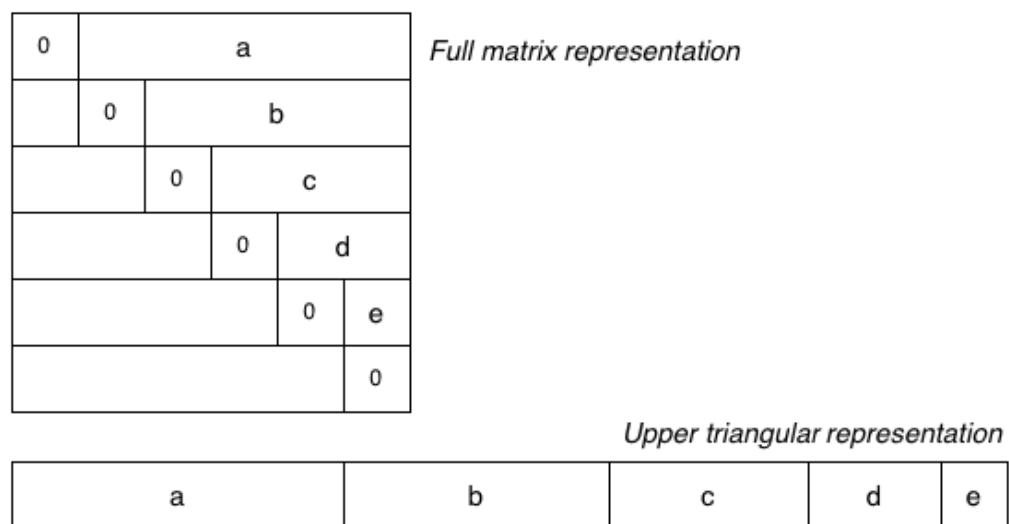 0 a Full matrix representation
0 b
0 c
0 d
0 e
0
Upper triangular representation
a b c d e